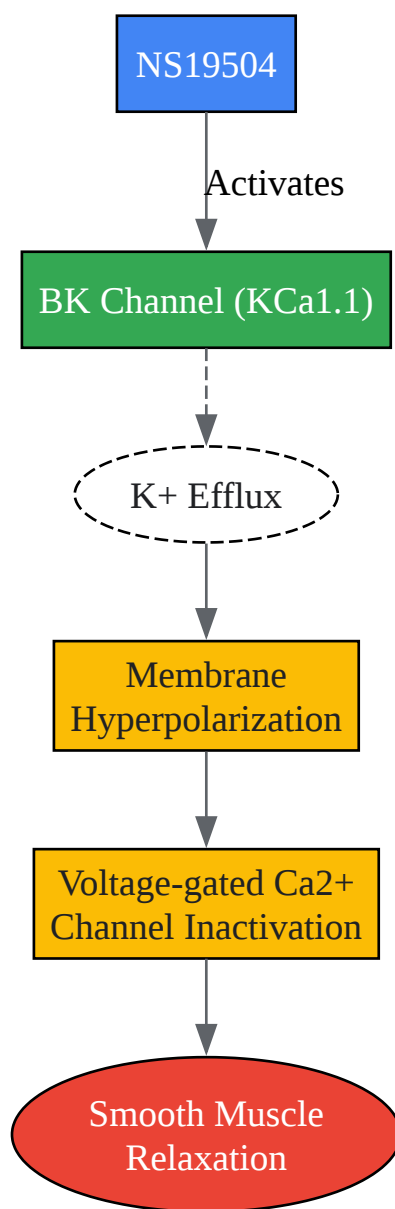 NS19504
Activates
BK Channel (KCa1.1)
K+ Efflux
Membrane
Hyperpolarization
Voltage-gated Ca2+
Channel Inactivation
Smooth Muscle
Relaxation